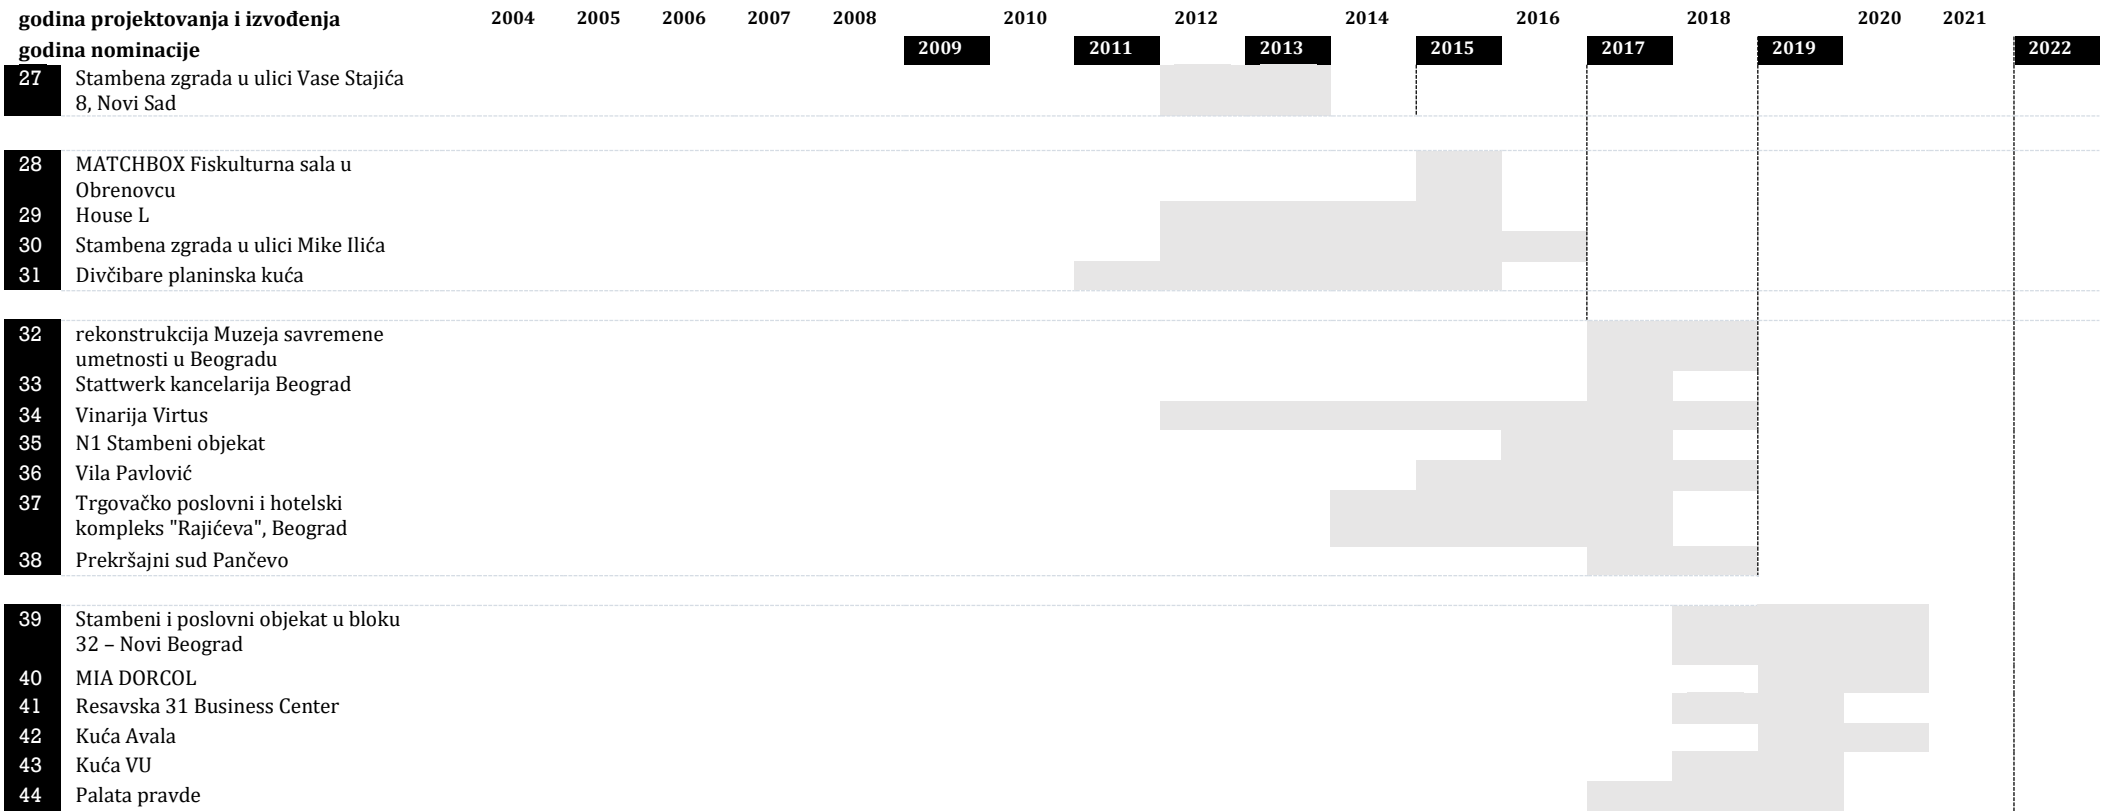 godina projektovanja i izvođenja 2004 2005 2006 2007 2008 2010 2012 2014 2016 2018 2020 2021
godina nominacije 2009 2011 2013 2015 2017 2019 2022
27 Stambena zgrada u ulici Vase Stajića
8, Novi Sad
28 MATCHBOX Fiskulturna sala u
Obrenovcu
29 House L
30 Stambena zgrada u ulici Mike Ilića
31 Divčibare planinska kuća
32 rekonstrukcija Muzeja savremene
umetnosti u Beogradu
33 Stattwerk kancelarija Beograd
34 Vinarija Virtus
35 N1 Stambeni objekat
36 Vila Pavlović
37 Trgovačko poslovni i hotelski
kompleks "Rajićeva", Beograd
38 Prekršajni sud Pančevo
39 Stambeni i poslovni objekat u bloku
32 – Novi Beograd
40 MIA DORCOL
41 Resavska 31 Business Center
42 Kuća Avala
43 Kuća VU
44 Palata pravde